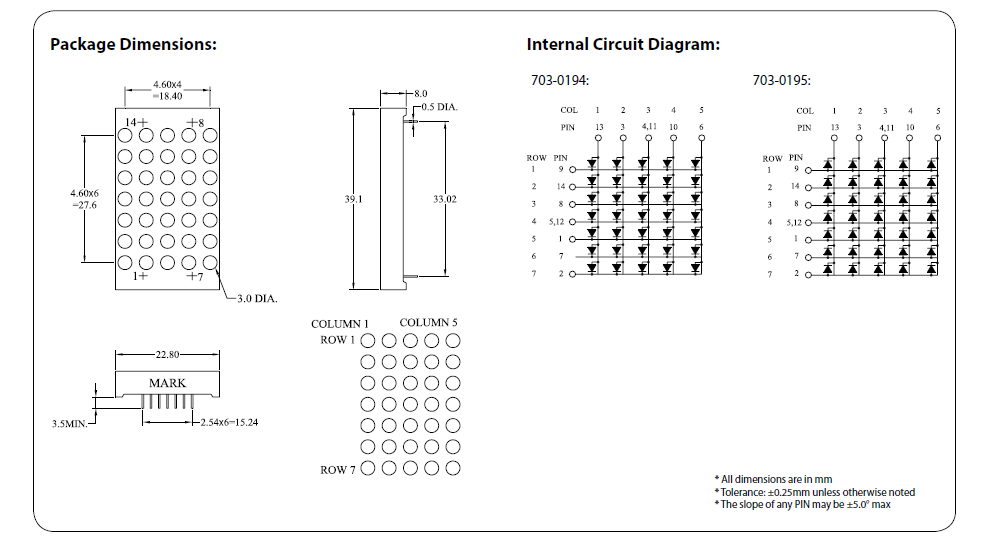 Package Dimensions:
4.60x4
=18.40
14+ +8
4.60x6
=27.6
1+ +7
3.0 DIA.
8.0
0.5 DIA.
39.1
33.02
22.80
MARK
3.5MIN.
2.54x6=15.24
COLUMN 1 COLUMN 5
ROW 1
ROW 7
Internal Circuit Diagram:
703-0194:
COL 1 2 3 4 5
PIN 13 3 4,11 10 6
ROW PIN
1 9
2 14
3 8
4 5,12
5 1
6 7
7 2
703-0195:
COL 1 2 3 4 5
PIN 13 3 4,11 10 6
ROW PIN
1 9
2 14
3 8
4 5,12
5 1
6 7
7 2
* All dimensions are in mm
* Tolerance: ±0.25mm unless otherwise noted
* The slope of any PIN may be ±5.0° max